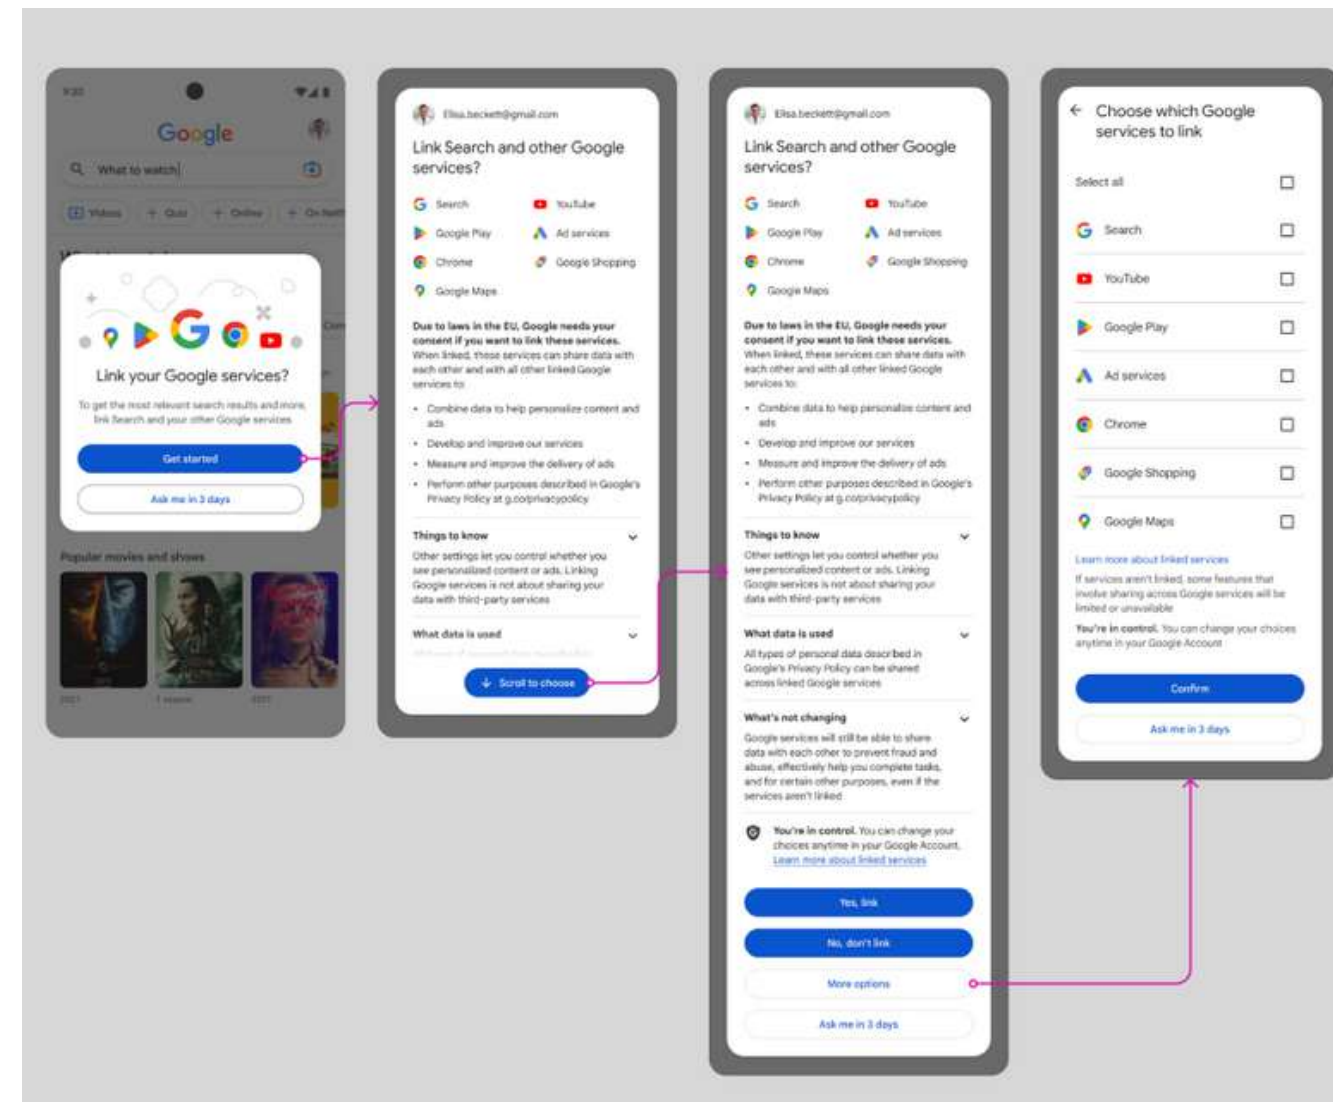 9:30
Google
What to watch
Videos
+ Quiz
+ Online
+ On Netfl
Link your Google services?
To get the most relevant search results and more,
link Search and your other Google services
Get started
Ask me in 3 days
Popular movies and shows
2021
1 season
2021
Elisa.beckett@gmail.com
Link Search and other Google
services?
Search
YouTube
Google Play
Ad services
Chrome
Google Shopping
Google Maps
Due to laws in the EU, Google needs your
consent if you want to link these services.
When linked, these services can share data with
each other and with all other linked Google
services to:
• Combine data to help personalize content and
ads
• Develop and improve our services
• Measure and improve the delivery of ads
• Perform other purposes described in Google's
Privacy Policy at g.co/privacypolicy
Things to know
Other settings let you control whether you
see personalized content or ads. Linking
Google services is not about sharing your
data with third-party services
What data is used
Scroll to choose
Elisa.beckett@gmail.com
Link Search and other Google
services?
Search
YouTube
Google Play
Ad services
Chrome
Google Shopping
Google Maps
Due to laws in the EU, Google needs your
consent if you want to link these services.
When linked, these services can share data with
each other and with all other linked Google
services to:
• Combine data to help personalize content and
ads
• Develop and improve our services
• Measure and improve the delivery of ads
• Perform other purposes described in Google's
Privacy Policy at g.co/privacypolicy
Things to know
Other settings let you control whether you
see personalized content or ads. Linking
Google services is not about sharing your
data with third-party services
What data is used
All types of personal data described in
Google's Privacy Policy can be shared
across linked Google services
What's not changing
Google services will still be able to share
data with each other to prevent fraud and
abuse, effectively help you complete tasks,
and for certain other purposes, even if the
services aren't linked
You're in control. You can change your
choices anytime in your Google Account.
Learn more about linked services
Yes, link
No, don't link
More options
Ask me in 3 days
Choose which Google
services to link
Select all
Search
YouTube
Google Play
Ad services
Chrome
Google Shopping
Google Maps
Learn more about linked services
If services aren't linked, some features that
involve sharing across Google services will be
limited or unavailable
You're in control. You can change your choices
anytime in your Google Account
Confirm
Ask me in 3 days